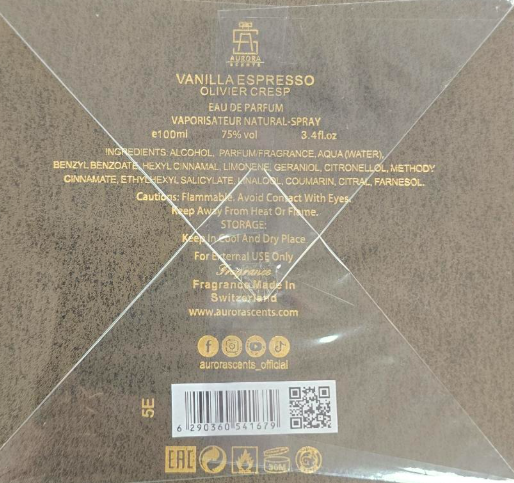 AURORA
SCENTS
VANILLA ESPRESSO
OLIVIER CRESP
EAU DE PARFUM
VAPORISATEUR NATURAL-SPRAY
e100ml 75% vol 3.4fl.oz
INGREDIENTS: ALCOHOL, PARFUM/FRAGRANCE, AQUA (WATER),
BENZYL BENZOATE, HEXYL CINNAMAL, LIMONENE, GERANIOL, CITRONELLOL, METHODY
CINNAMATE, ETHYLHEXYL SALICYLATE, LINALOOL, COUMARIN, CITRAL, FARNESOL.
Cautions: Flammable. Avoid Contact With Eyes.
Keep Away From Heat Or Flame.
STORAGE:
Keep In Cool And Dry Place
For External USE Only
Fragrance
Fragrance Made In
Switzerland
www.aurorascents.com
aurorascents_official
5E
6 290360 541679
EAC
30M